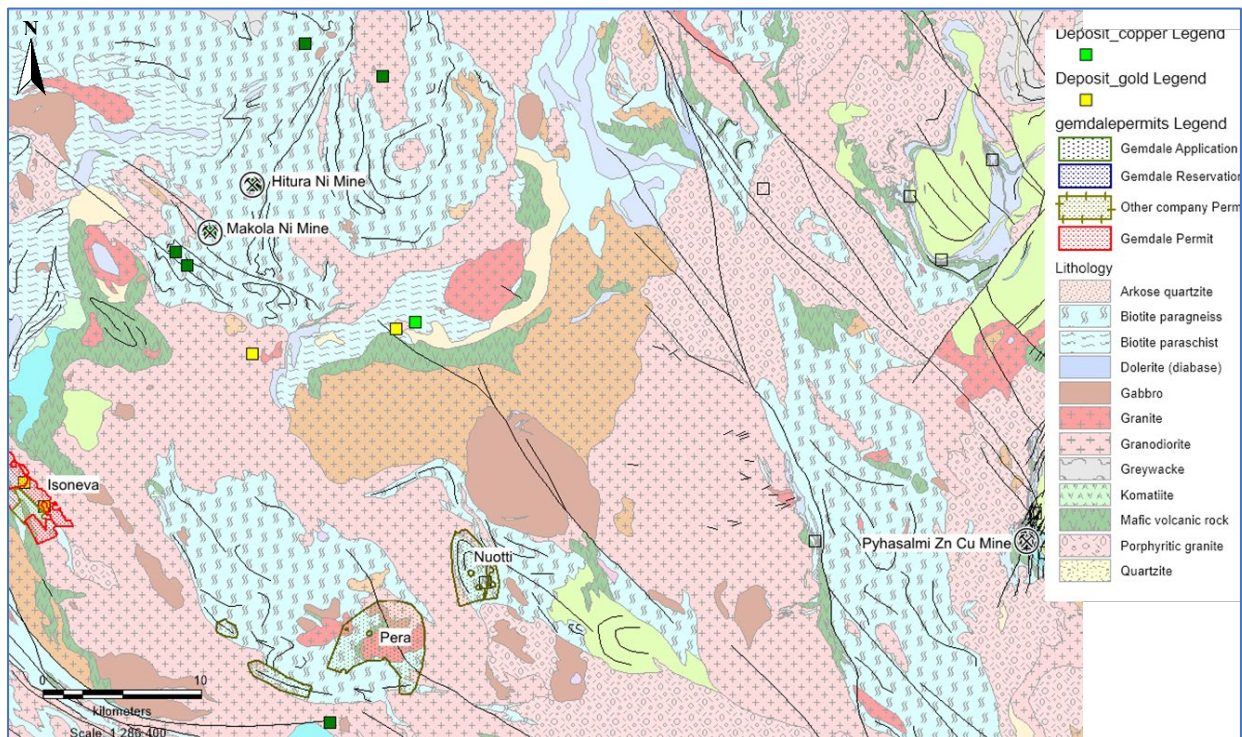 N
Hitura Ni Mine
Makola Ni Mine
Isoneva
Nuotti
Pyhasalmi Zn Cu Mine
Pera
0 10
kilometers
Scale: 1:286,400
Deposit_copper Legend
Deposit_gold Legend
gemdalepermits Legend
Gemdale Application
Gemdale Reservation
Other company Perm
Gemdale Permit
Lithology
Arkose quartzite
Biotite paragneiss
Biotite paraschist
Dolerite (diabase)
Gabbro
Granite
Granodiorite
Greywacke
Komatiite
Mafic volcanic rock
Porphyritic granite
Quartzite